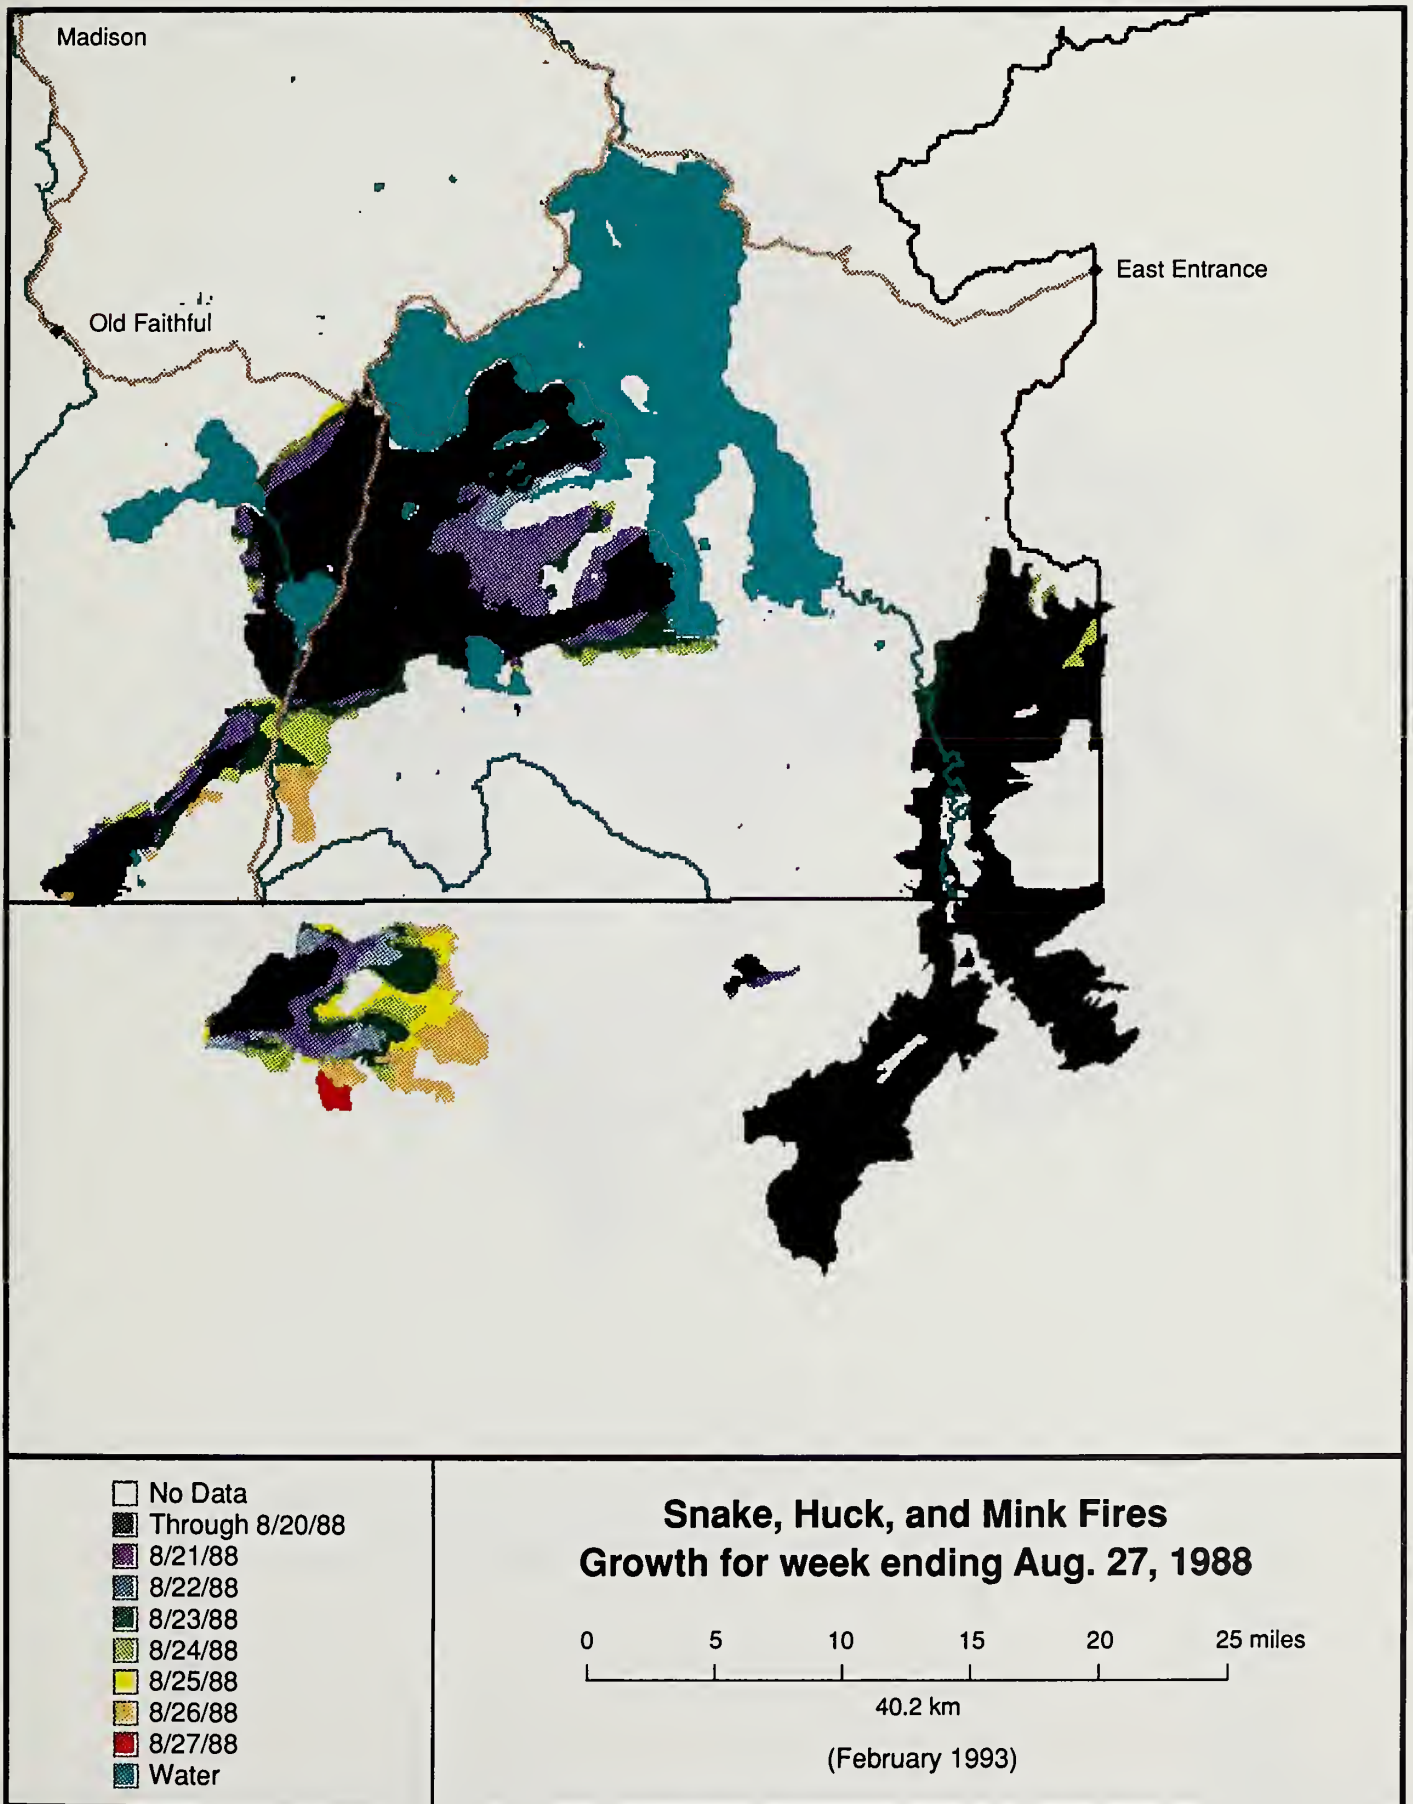 Madison
East Entrance
Old Faithful
No Data
Through 8/20/88
8/21/88
8/22/88
8/23/88
8/24/88
8/25/88
8/26/88
8/27/88
Water
Snake, Huck, and Mink Fires
Growth for week ending Aug. 27, 1988
0 5 10 15 20 25 miles
40.2 km
(February 1993)